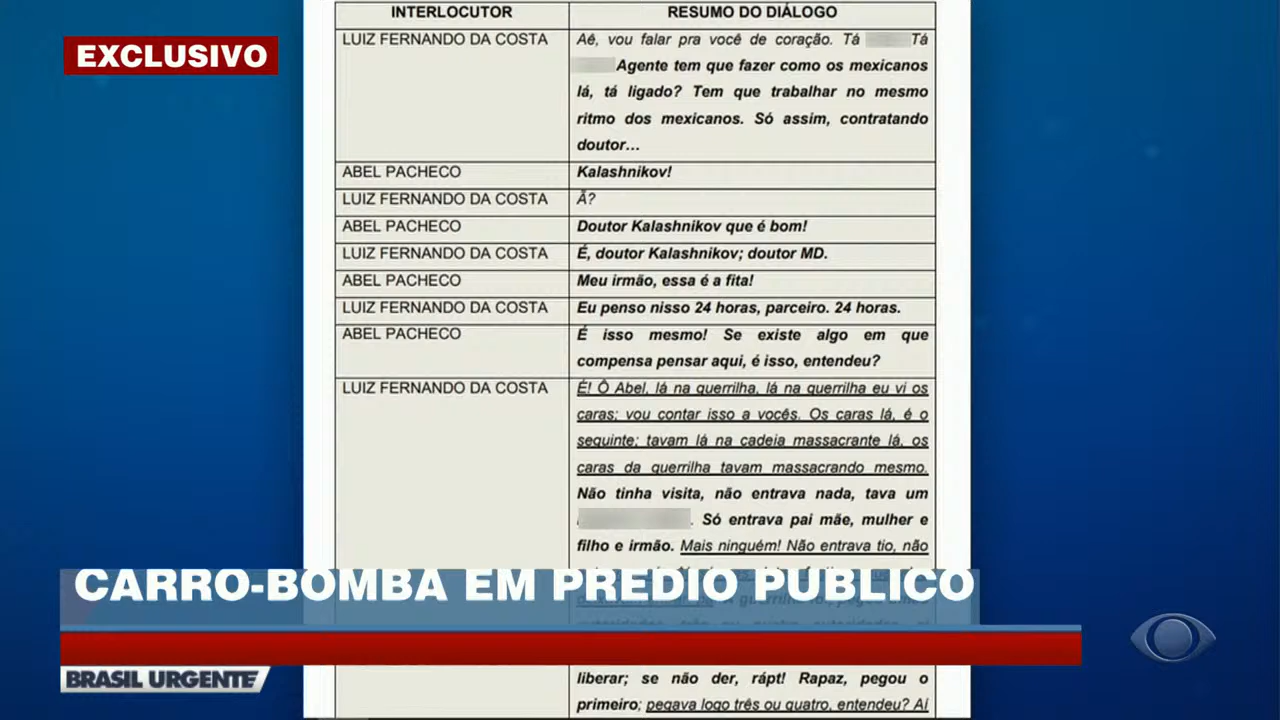 INTERLOCUTOR RESUMO DO DIÁLOGO
EXCLUSIVO
LUIZ FERNANDO DA COSTA Aê, vou falar pra você de coração. Tá Tá
Agente tem que fazer como os mexicanos
lá, tá ligado? Tem que trabalhar no mesmo
ritmo dos mexicanos. Só assim, contratando
doutor...
ABEL PACHECO Kalashnikov!
LUIZ FERNANDO DA COSTA Ã?
ABEL PACHECO Doutor Kalashnikov que é bom!
LUIZ FERNANDO DA COSTA É, doutor Kalashnikov; doutor MD.
ABEL PACHECO Meu irmão, essa é a fita!
LUIZ FERNANDO DA COSTA Eu penso nisso 24 horas, parceiro. 24 horas.
ABEL PACHECO É isso mesmo! Se existe algo em que
compensa pensar aqui, é isso, entendeu?
LUIZ FERNANDO DA COSTA É! Ô Abel, lá na guerrilha, lá na guerrilha eu vi os
caras; vou contar isso a vocês. Os caras lá, é o
seguinte; tavam lá na cadeia massacrante lá, os
caras da guerrilha tavam massacrando mesmo.
Não tinha visita, não entrava nada, tava um
. Só entrava pai mãe, mulher e
filho e irmão. Mais ninguém! Não entrava tio, não
CARRO-BOMBA EM PREDIO PUBLICO
BRASIL URGENTE
liberar; se não der, rápt! Rapaz, pegou o
primeiro; pegava logo três ou quatro, entendeu? Aí